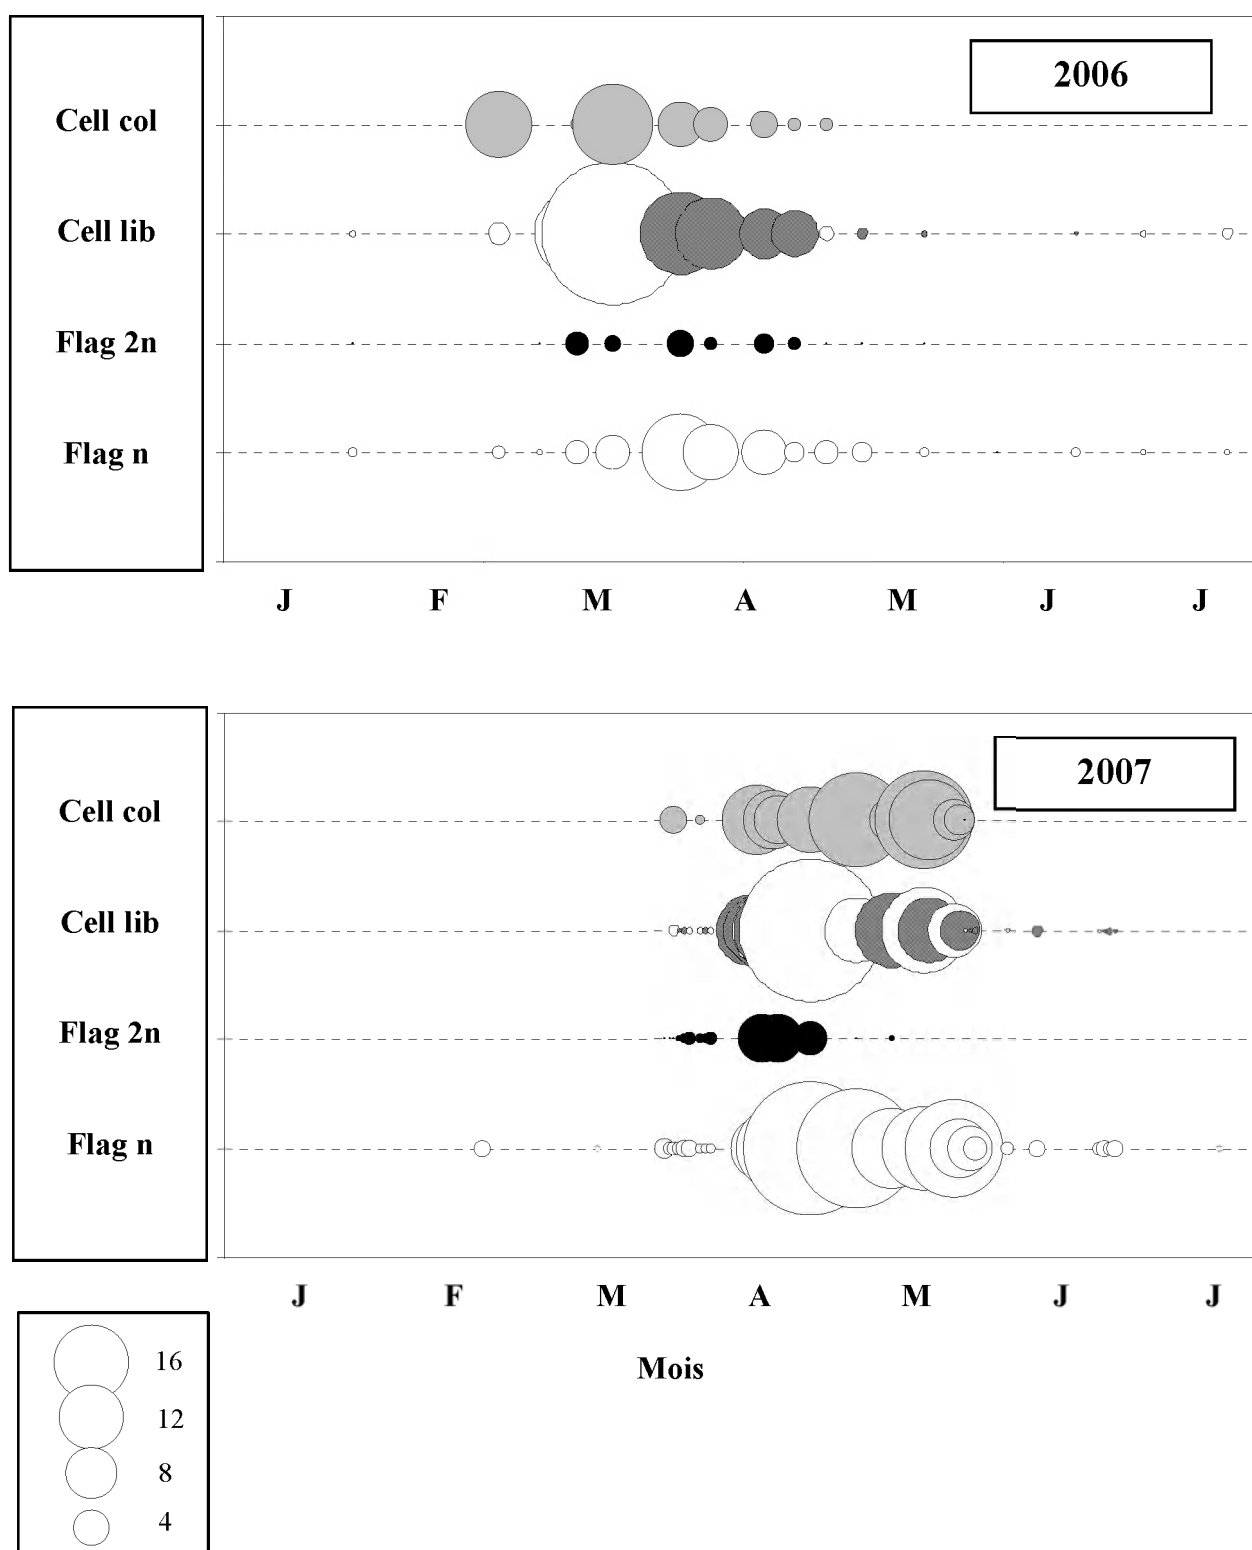 2006
Cell col
Cell lib
Flag 2n
Flag n
J F M A M J J
2007
Cell col
Cell lib
Flag 2n
Flag n
J F M A M J J
Mois
16
12
8
4